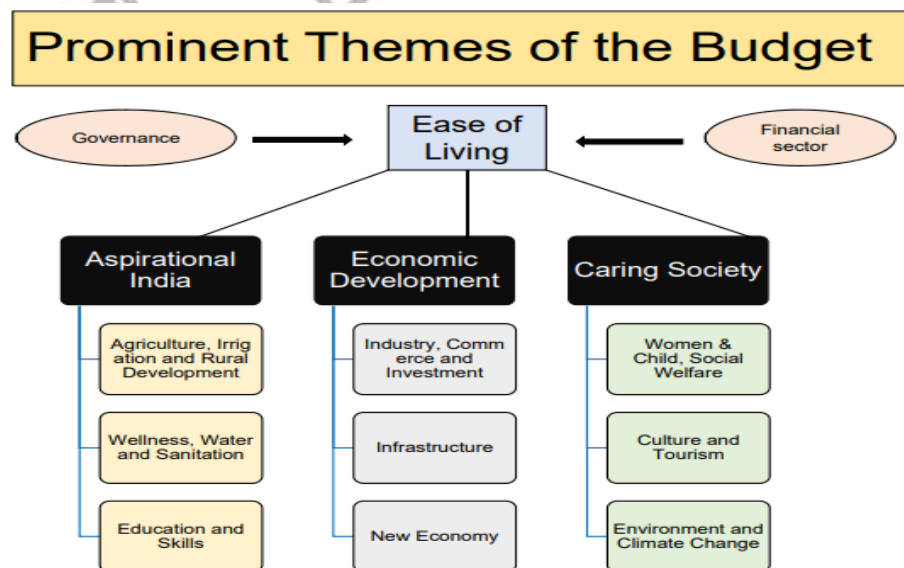 Prominent Themes of the Budget
Governance
Ease of
Living
Financial
sector
Aspirational
India
Economic
Development
Caring Society
Agriculture, Irrig
ation and Rural
Development
Industry, Comm
erce and
Investment
Women &
Child, Social
Welfare
Wellness, Water
and Sanitation
Infrastructure
Culture and
Tourism
Education and
Skills
New Economy
Environment and
Climate Change